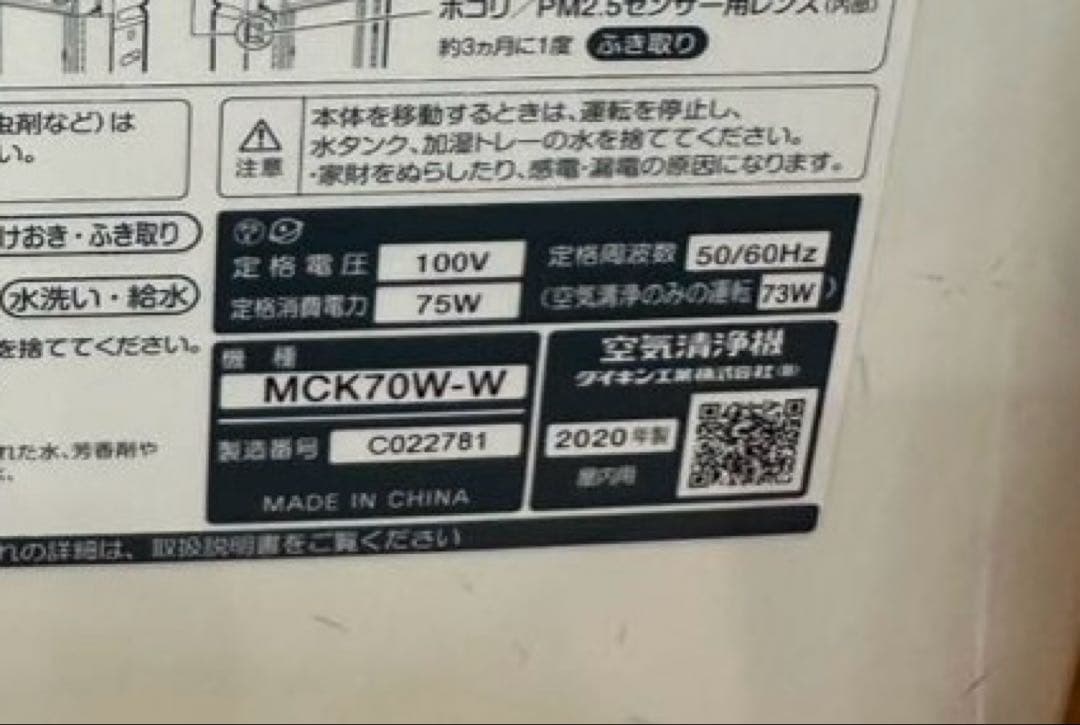 ホコリ/PM2.5センサー用レンズ(内部)
約3ヵ月に1度 ふき取り
虫剤など)は
い。
注意
本体を移動するときは、運転を停止し、
水タンク、加湿トレーの水を捨ててください。
・家財をぬらしたり、感電・漏電の原因になります。
けおき・ふき取り
水洗い・給水
を捨ててください。
れた水、芳香剤や
定格電圧 100V 定格周波数 50/60Hz
定格消費電力 75W (空気清浄のみの運転 73W)
機種
MCK70W-W
製造番号 C022781
MADE IN CHINA
空気清浄機
ダイキン工業株式会社
2020年製
屋内用
れの詳細は、取扱説明書をご覧ください